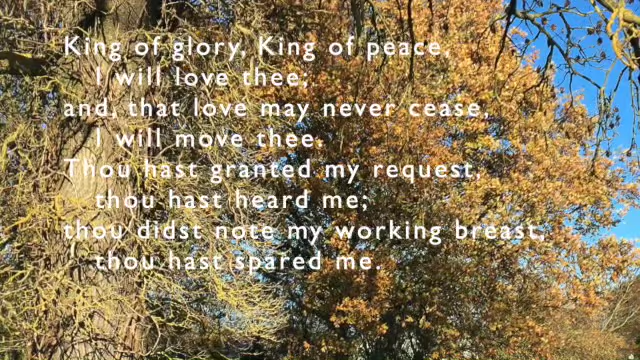 King of glory, King of peace,
I will love thee;
and, that love may never cease,
I will move thee.
Thou hast granted my request,
thou hast heard me;
thou didst note my working breast,
thou hast spared me.